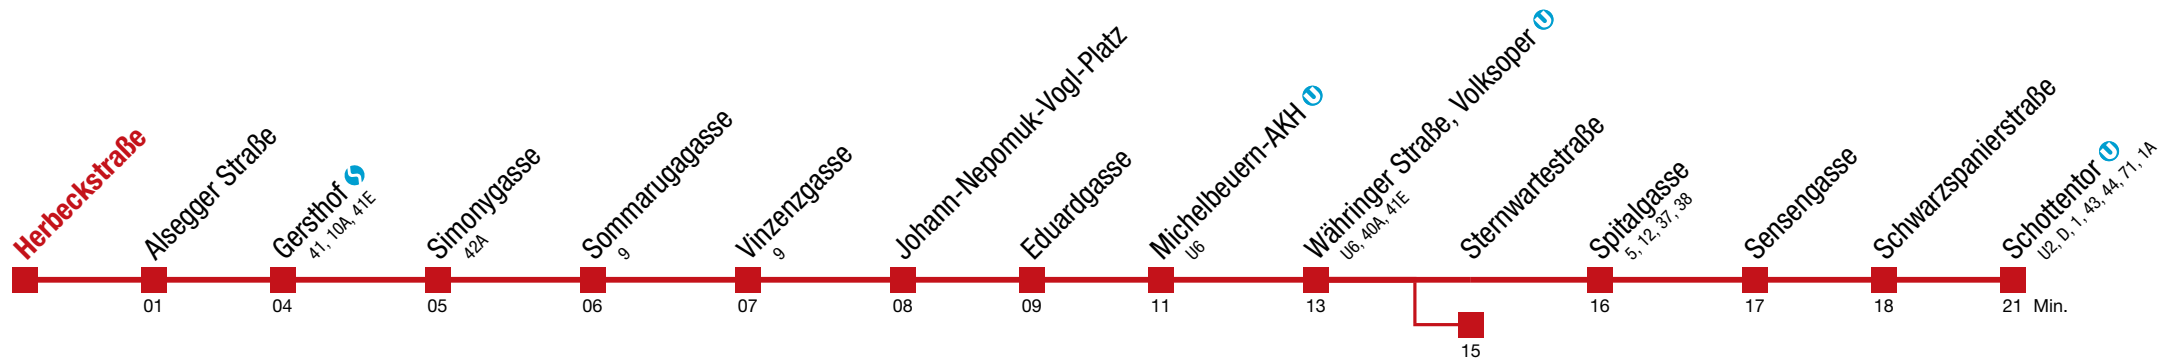 Herbeckstraße
Alsegger Straße
01
Gersthof
41, 10A, 41E
04
Simonygasse
42A
05
Sommarugagasse
9
06
Vinzenzgasse
9
07
Johann-Nepomuk-Vogl-Platz
08
Eduardgasse
09
Michelbeuern-AKH U
U6
11
Währinger Straße, Volksoper U
U6, 40A, 41E
13
Sternwartestraße
15
Spitalgasse
5, 12, 37, 38
16
Sensengasse
17
Schwarzspanierstraße
18
Schottentor U
U2, D, 1, 43, 44, 71, 1A
21 Min.